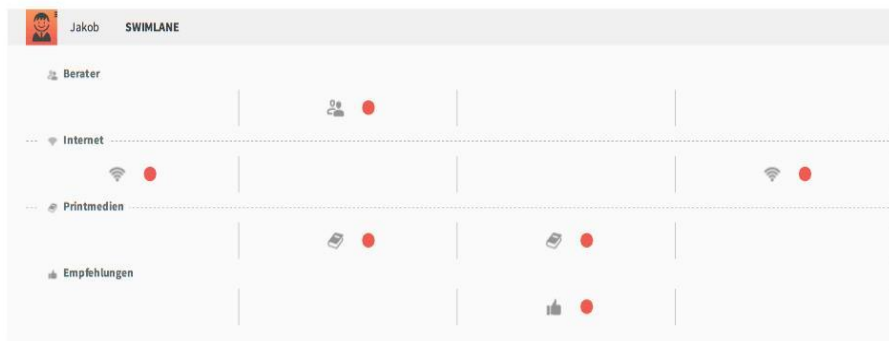 Jakob SWIMLANE
Berater
Internet
Printmedien
Empfehlungen